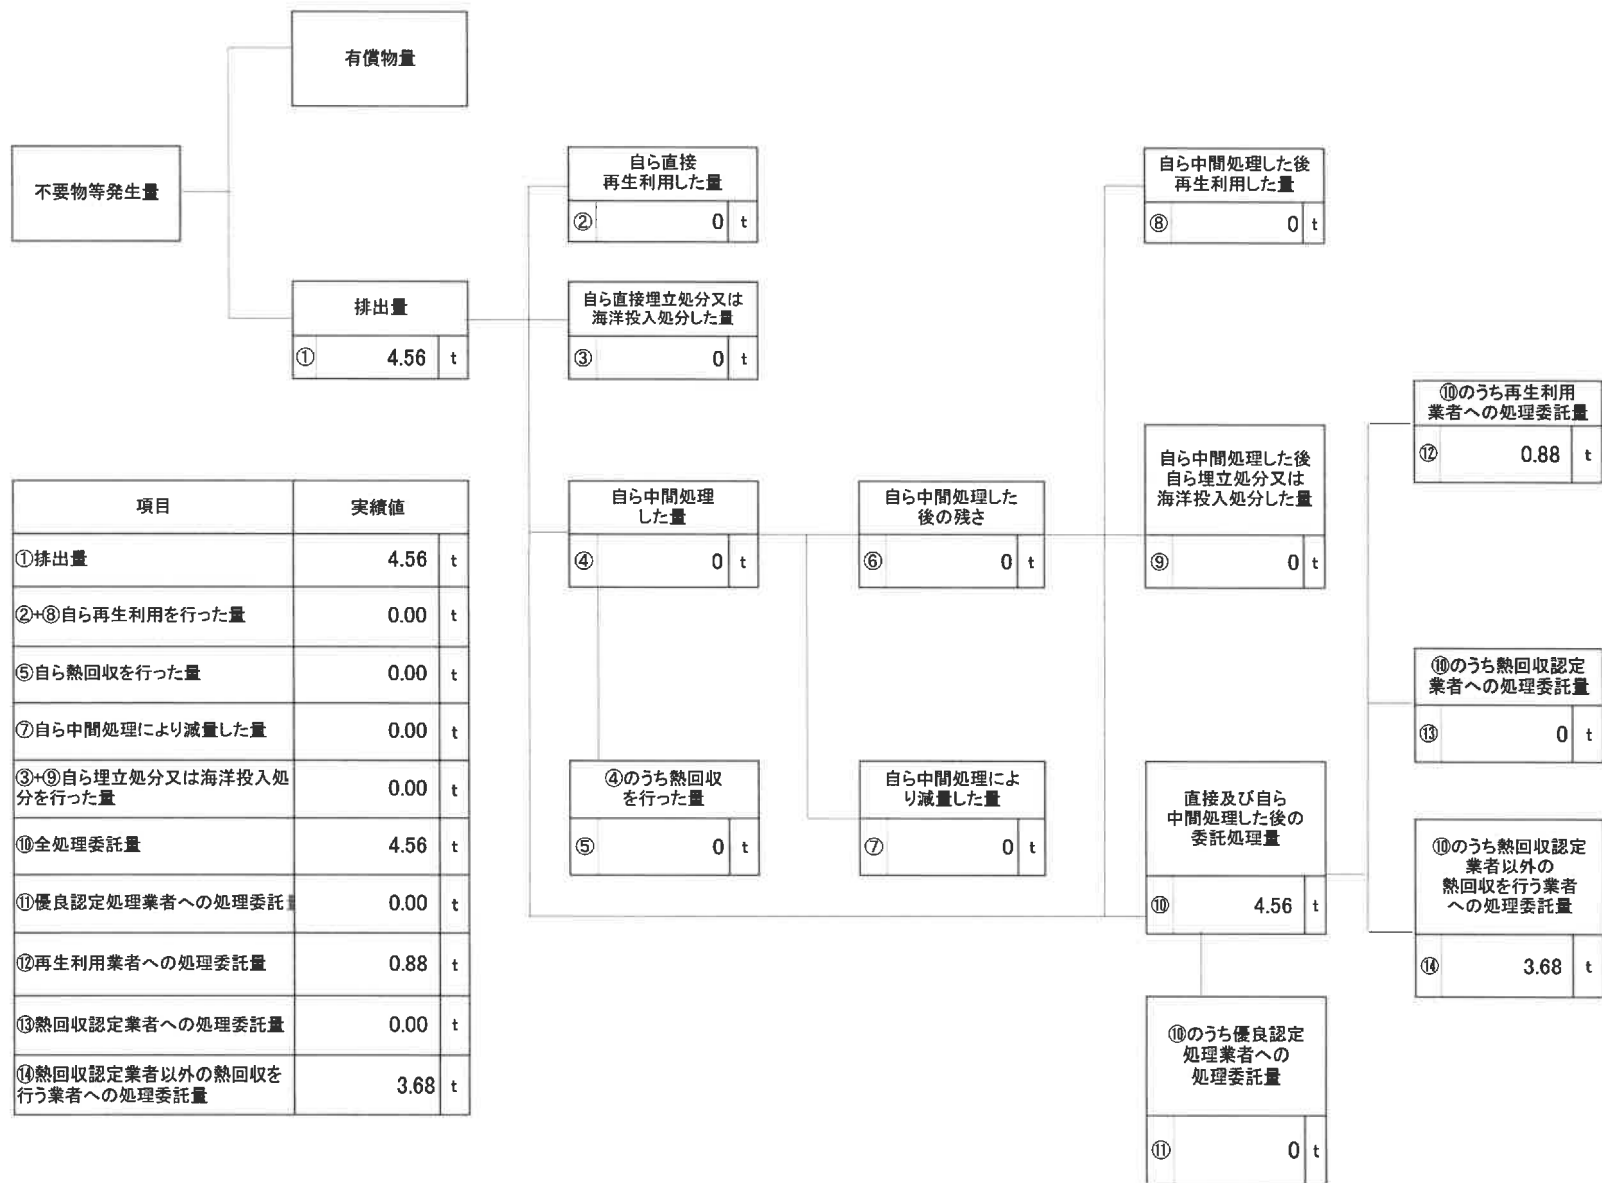 有償物量
不要物等発生量
排出量
① 4.56 t
自ら直接
再生利用した量
② 0 t
自ら直接埋立処分又は
海洋投入処分した量
③ 0 t
自ら中間処理
した量
④ 0 t
④のうち熱回収
を行った量
⑤ 0 t
自ら中間処理した
後の残さ
⑥ 0 t
自ら中間処理によ
り減量した量
⑦ 0 t
自ら中間処理した後
再生利用した量
⑧ 0 t
自ら中間処理した後
自ら埋立処分又は
海洋投入処分した量
⑨ 0 t
直接及び自ら
中間処理した後の
委託処理量
⑩ 4.56 t
⑩のうち優良認定
処理業者への
処理委託量
⑪ 0 t
⑩のうち再生利用
業者への処理委託量
⑫ 0.88 t
⑩のうち熱回収認定
業者への処理委託量
⑬ 0 t
⑩のうち熱回収認定
業者以外の
熱回収を行う業者
への処理委託量
⑭ 3.68 t
項目 実績値
①排出量 4.56 t
②+⑧自ら再生利用を行った量 0.00 t
⑤自ら熱回収を行った量 0.00 t
⑦自ら中間処理により減量した量 0.00 t
③+⑨自ら埋立処分又は海洋投入処
分を行った量 0.00 t
⑩全処理委託量 4.56 t
⑪優良認定処理業者への処理委託 0.00 t
⑫再生利用業者への処理委託量 0.88 t
⑬熱回収認定業者への処理委託量 0.00 t
⑭熱回収認定業者以外の熱回収を
行う業者への処理委託量 3.68 t